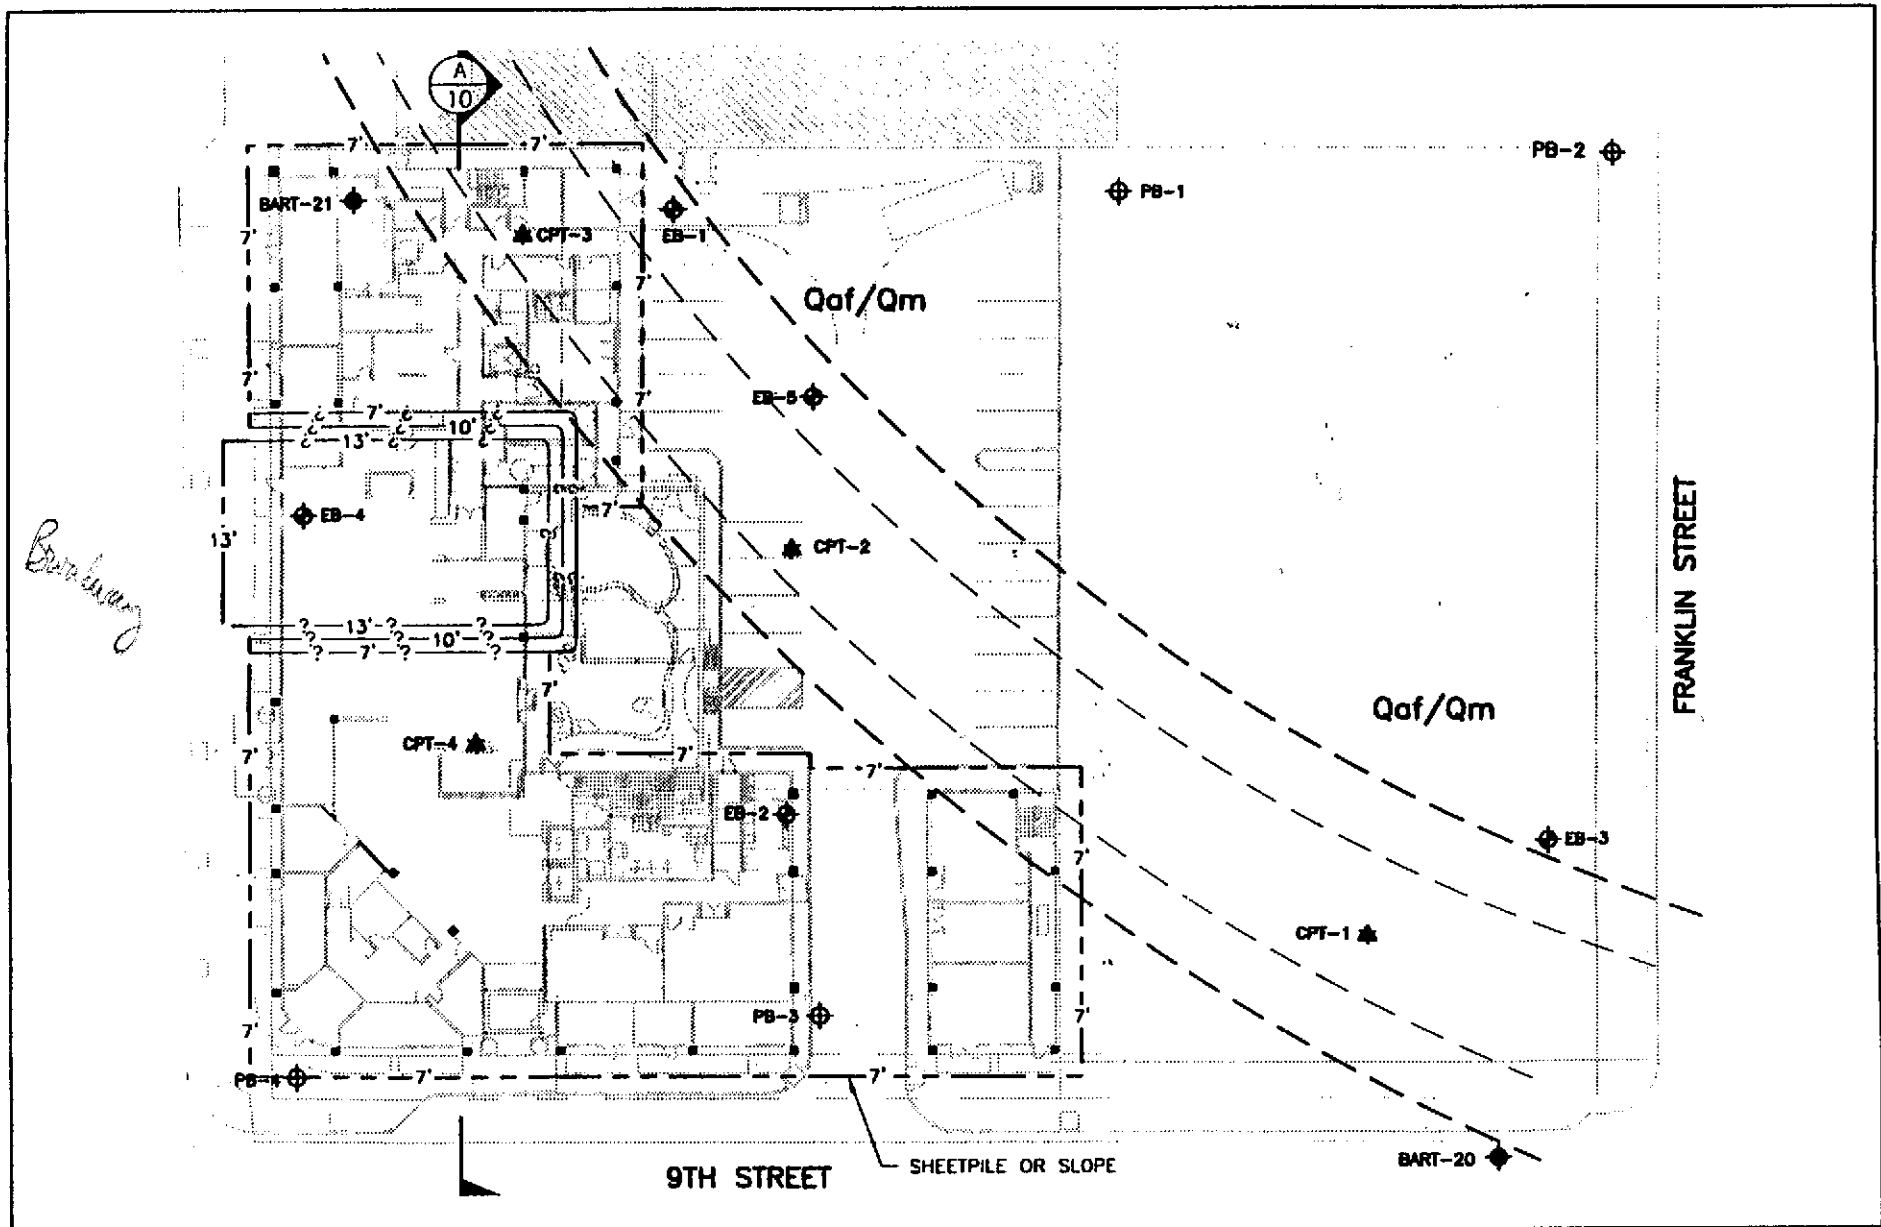 A
10
7'
7'
PB-2
PB-1
BART-21
7'
CPT-3
EB-1
7'
Qaf/Qm
7'
7'
EB-5
? 7' ? ?
? ? 10' ?
? 13' ? ?
7'
EB-4
13'
CPT-2
FRANKLIN STREET
? 13' ? ?
? ? 10' ?
? 7' ? ?
7'
Qaf/Qm
CPT-4
7'
7'
7'
EB-2
EB-3
7'
CPT-1
PB-3
7'
7'
PB-4
7'
7'
SHEETPILE OR SLOPE
9TH STREET
BART-20